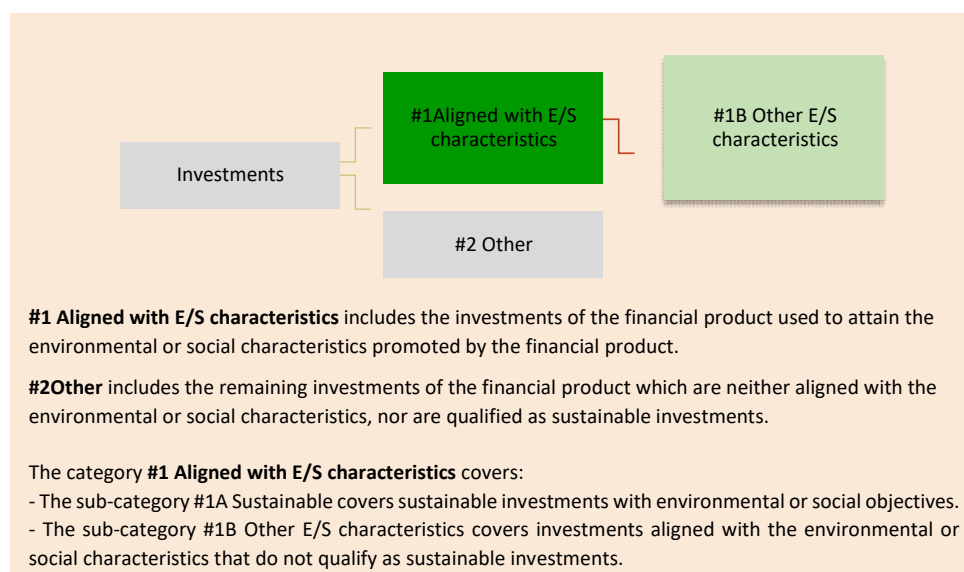 #1Aligned with E/S
characteristics
#1B Other E/S
characteristics
Investments
#2 Other
#1 Aligned with E/S characteristics includes the investments of the financial product used to attain the
environmental or social characteristics promoted by the financial product.
#2Other includes the remaining investments of the financial product which are neither aligned with the
environmental or social characteristics, nor are qualified as sustainable investments.
The category #1 Aligned with E/S characteristics covers:
- The sub-category #1A Sustainable covers sustainable investments with environmental or social objectives.
- The sub-category #1B Other E/S characteristics covers investments aligned with the environmental or
social characteristics that do not qualify as sustainable investments.